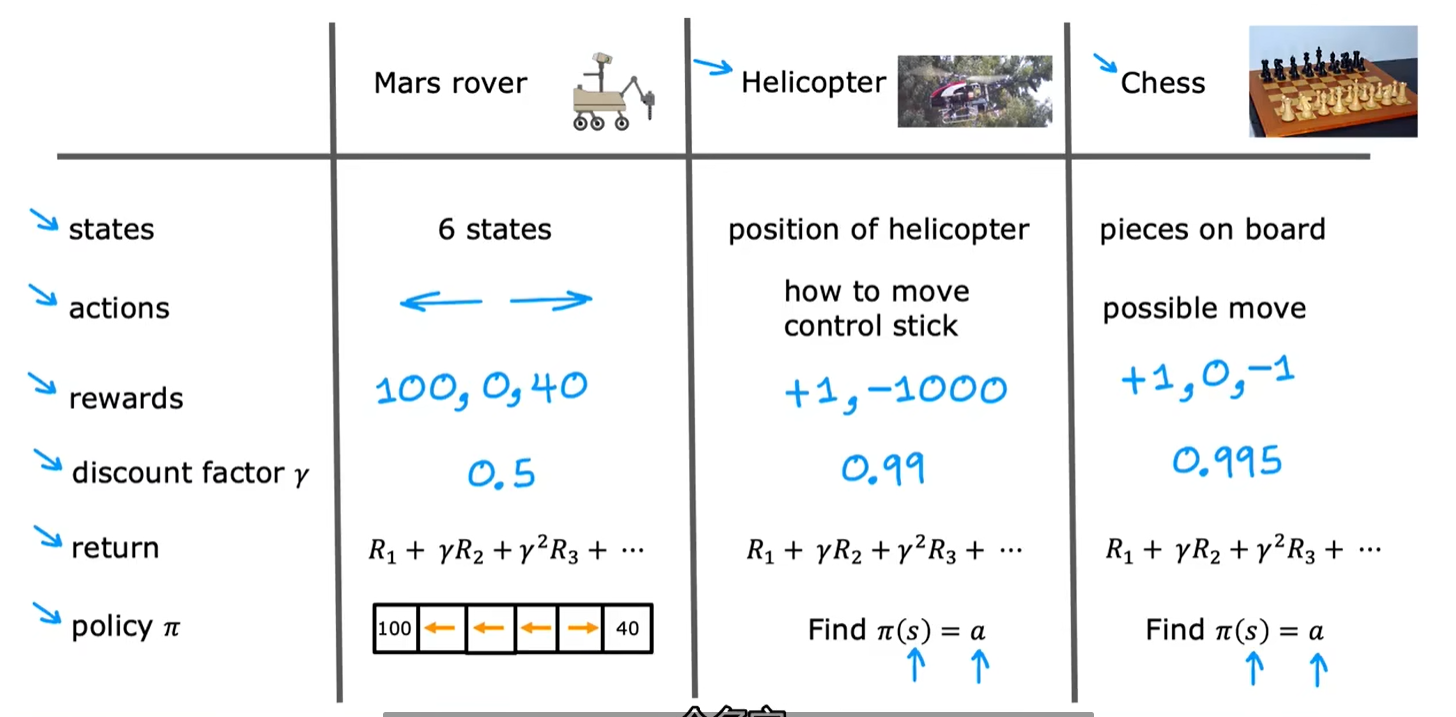 Mars rover
Helicopter
Chess
states
6 states
position of helicopter
pieces on board
actions
← →
how to move
control stick
possible move
rewards
100, 0, 40
+1, -1000
+1, 0, -1
discount factor γ
0.5
0.99
0.995
return
R₁ + γR₂ + γ²R₃ + ⋯
R₁ + γR₂ + γ²R₃ + ⋯
R₁ + γR₂ + γ²R₃ + ⋯
policy π
100 ← ← ← → 40
Find π(s) = a
Find π(s) = a